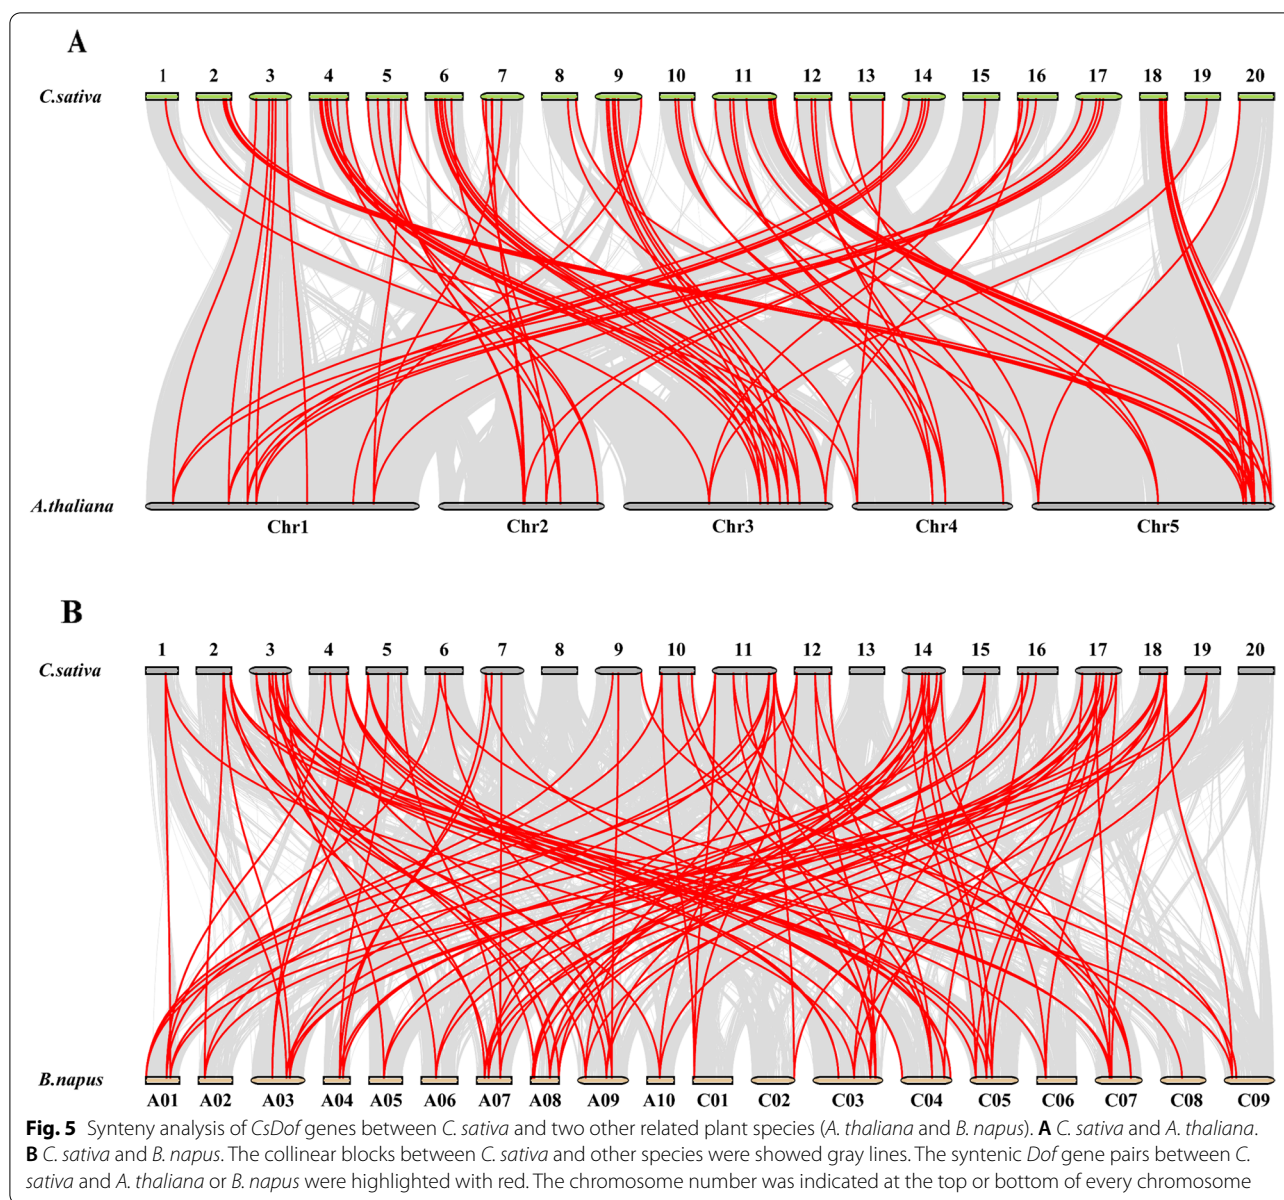 A
1 2 3 4 5 6 7 8 9 10 11 12 13 14 15 16 17 18 19 20
C.sativa
A.thaliana
Chr1 Chr2 Chr3 Chr4 Chr5
B
1 2 3 4 5 6 7 8 9 10 11 12 13 14 15 16 17 18 19 20
C.sativa
B.napus
A01 A02 A03 A04 A05 A06 A07 A08 A09 A10 C01 C02 C03 C04 C05 C06 C07 C08 C09
Fig. 5 Synteny analysis of CsDof genes between C. sativa and two other related plant species (A. thaliana and B. napus). A C. sativa and A. thaliana.
B C. sativa and B. napus. The collinear blocks between C. sativa and other species were showed gray lines. The syntenic Dof gene pairs between C.
sativa and A. thaliana or B. napus were highlighted with red. The chromosome number was indicated at the top or bottom of every chromosome